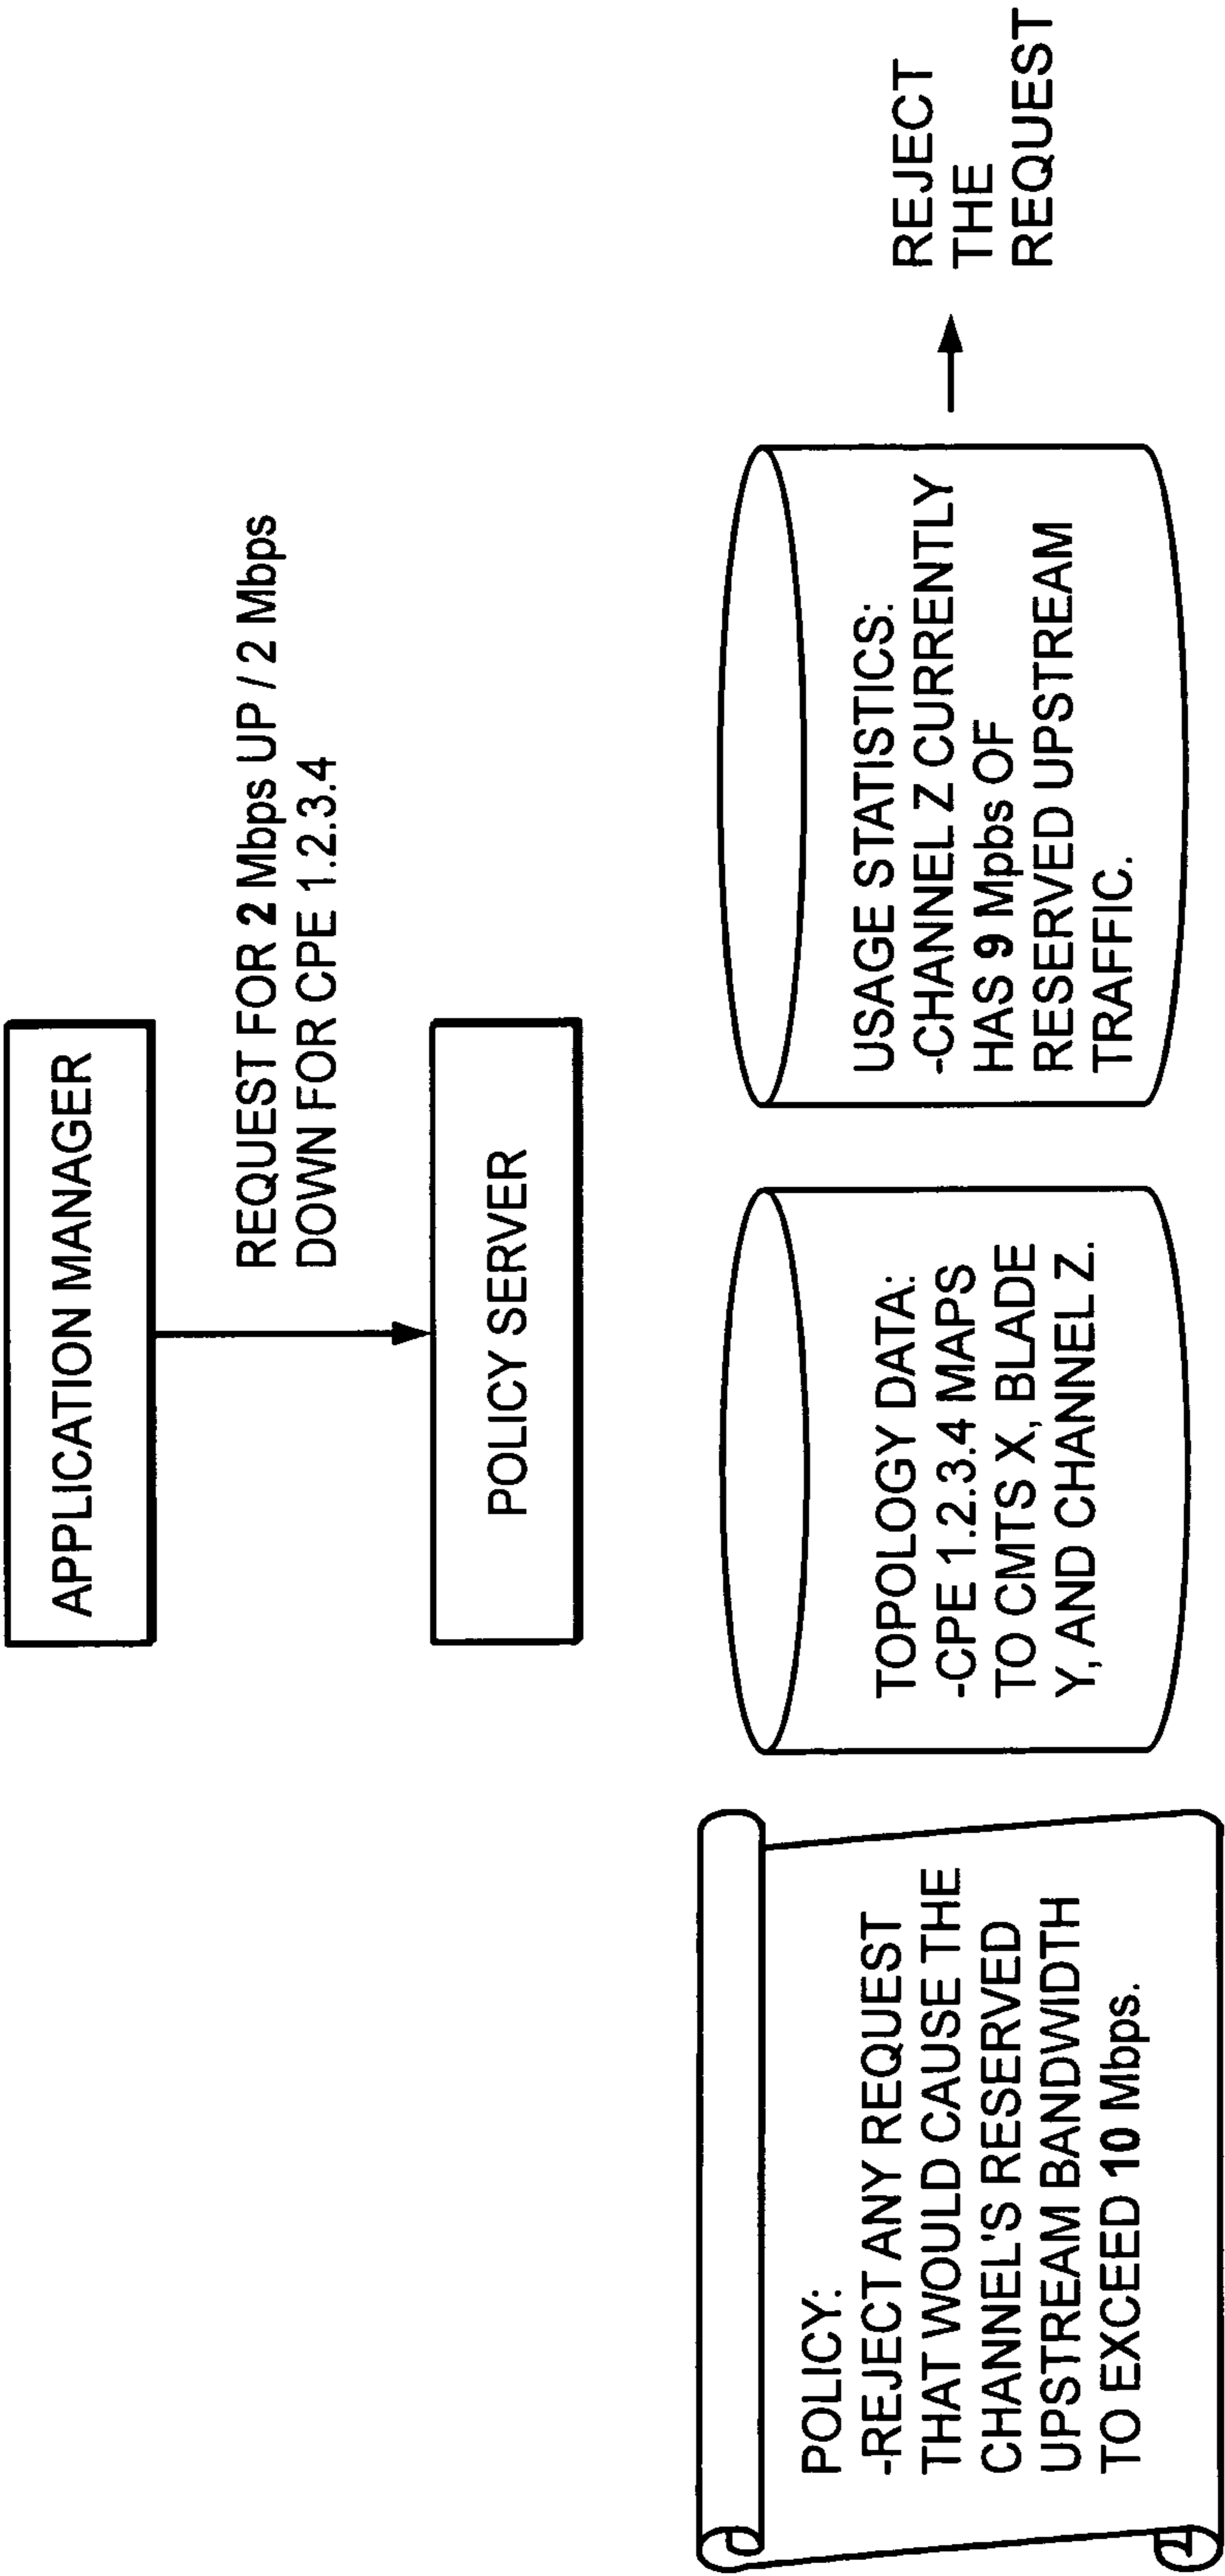 APPLICATION MANAGER
REQUEST FOR 2 Mbps UP / 2 Mbps
DOWN FOR CPE 1.2.3.4
POLICY SERVER
POLICY:
-REJECT ANY REQUEST
THAT WOULD CAUSE THE
CHANNEL'S RESERVED
UPSTREAM BANDWIDTH
TO EXCEED 10 Mbps.
TOPOLOGY DATA:
-CPE 1.2.3.4 MAPS
TO CMTS X, BLADE
Y, AND CHANNEL Z.
USAGE STATISTICS:
-CHANNEL Z CURRENTLY
HAS 9 Mpbs OF
RESERVED UPSTREAM
TRAFFIC.
REJECT
THE
REQUEST